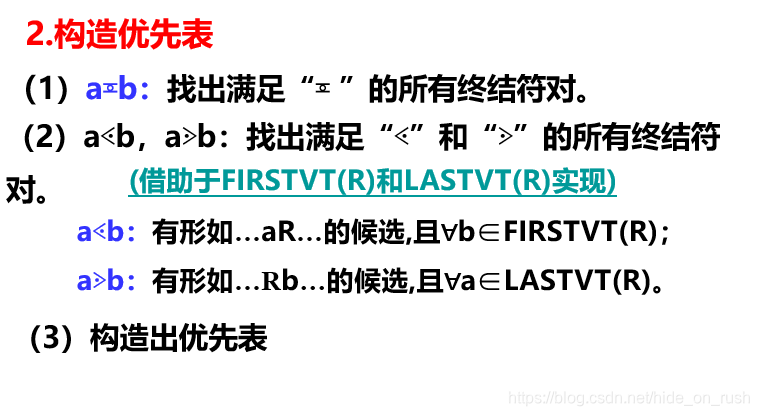 2.构造优先表
（1）a≖b：找出满足“≖”的所有终结符对。
（2）a⋖b，a⋗b：找出满足“⋖”和“⋗”的所有终结符
对。 (借助于FIRSTVT(R)和LASTVT(R)实现)
a⋖b：有形如…aR…的候选,且∀b∈FIRSTVT(R)；
a⋗b：有形如…Rb…的候选,且∀a∈LASTVT(R)。
（3）构造出优先表
https://blog.csdn.net/hide_on_rush